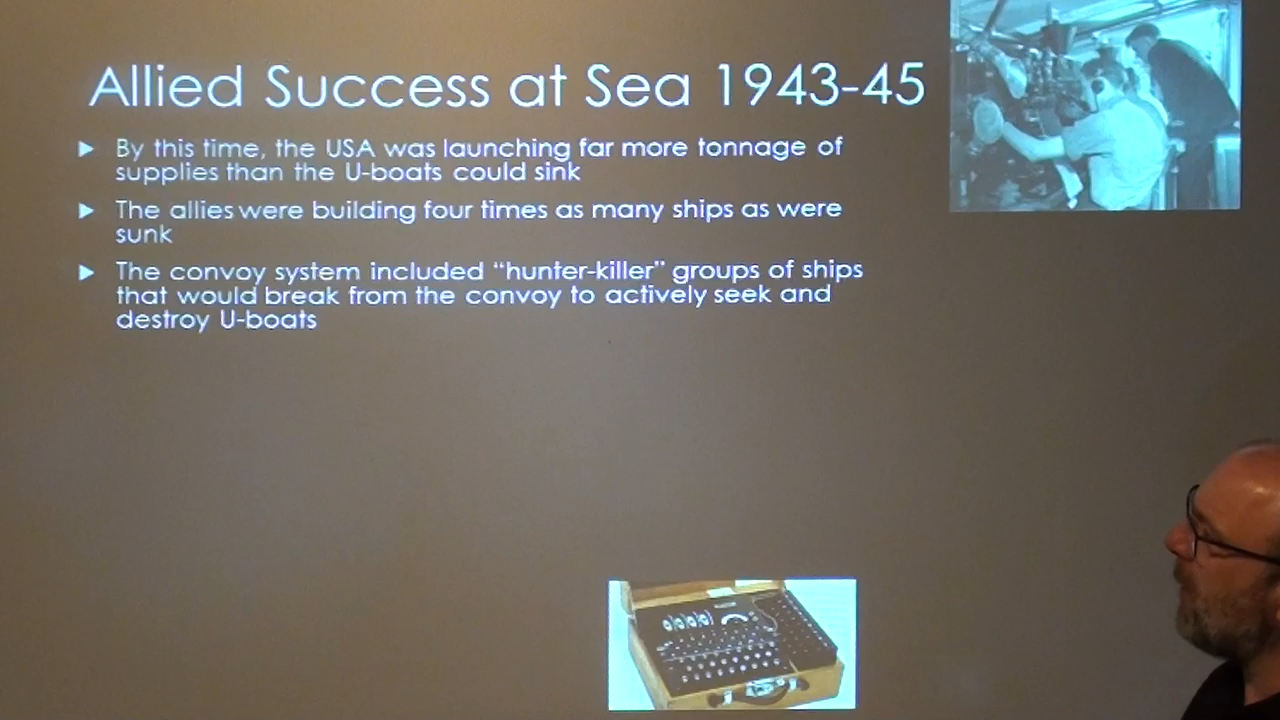 Allied Success at Sea 1943-45
By this time, the USA was launching far more tonnage of
supplies than the U-boats could sink
The allies were building four times as many ships as were
sunk
The convoy system included “hunter-killer” groups of ships
that would break from the convoy to actively seek and
destroy U-boats